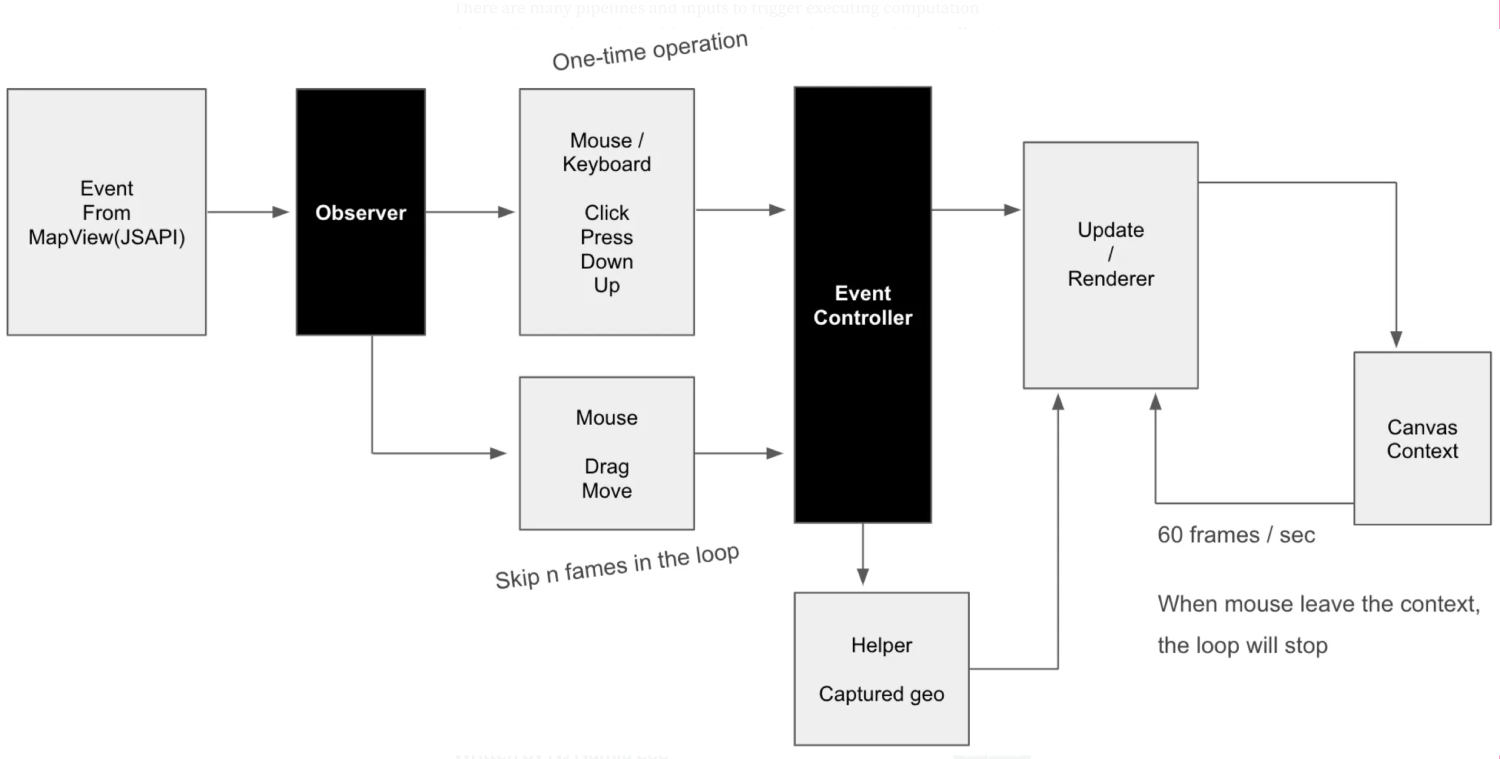 There are many pipelines and inputs to trigger executing computation
One-time operation
Event
From
MapView(JSAPI)
Observer
Mouse /
Keyboard
Click
Press
Down
Up
Event
Controller
Update
/
Renderer
Mouse
Drag
Move
Skip n fames in the loop
Canvas
Context
60 frames / sec
When mouse leave the context,
the loop will stop
Helper
Captured geo